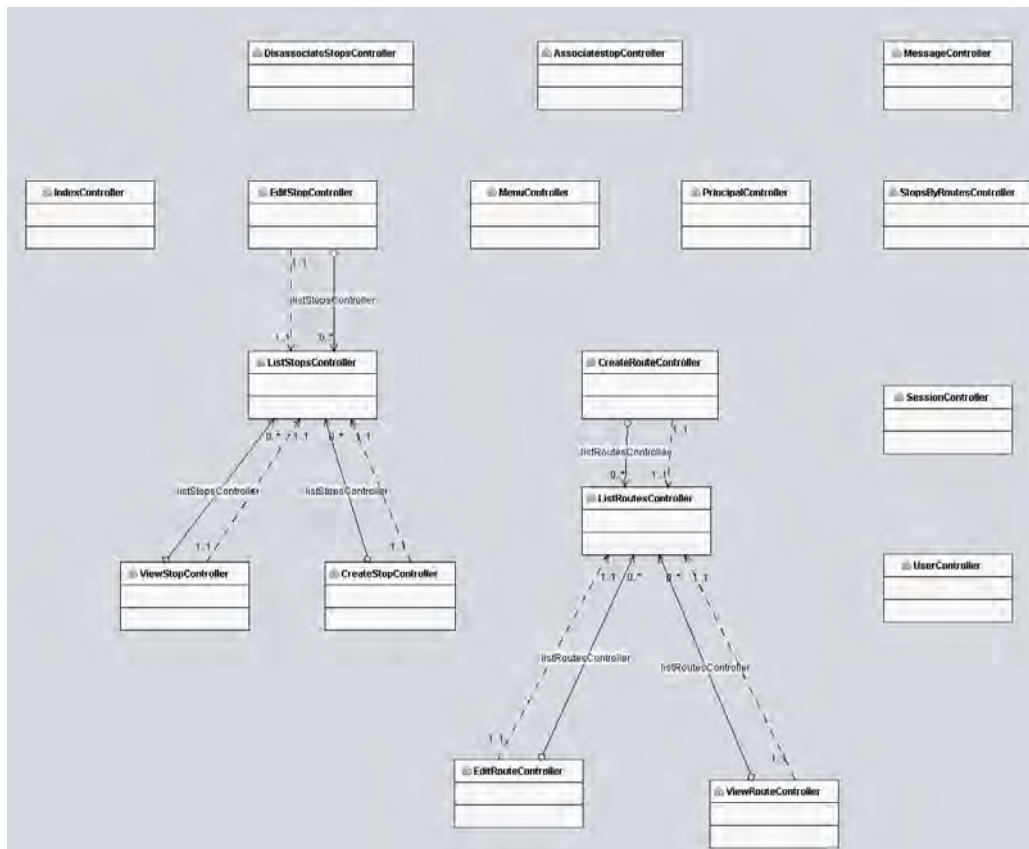 DisassociateStopsController
AssociatestopController
MessageController
IndexController
EditStopController
MenuController
PrincipalController
StopsByRoutesController
1..1
listStopsController
1..1
0..*
ListStopsController
CreateRouteController
SessionController
0..*
1..1
0..*
1..1
1..1
listRoutesController
0..*
1..1
listStopsController
listStopsController
ListRoutesController
1..1
1..1
ViewStopController
CreateStopController
UserController
1..1
0..*
0..*
1..1
listRoutesController
listRoutesController
1..1
1..1
EditRouteController
ViewRouteController